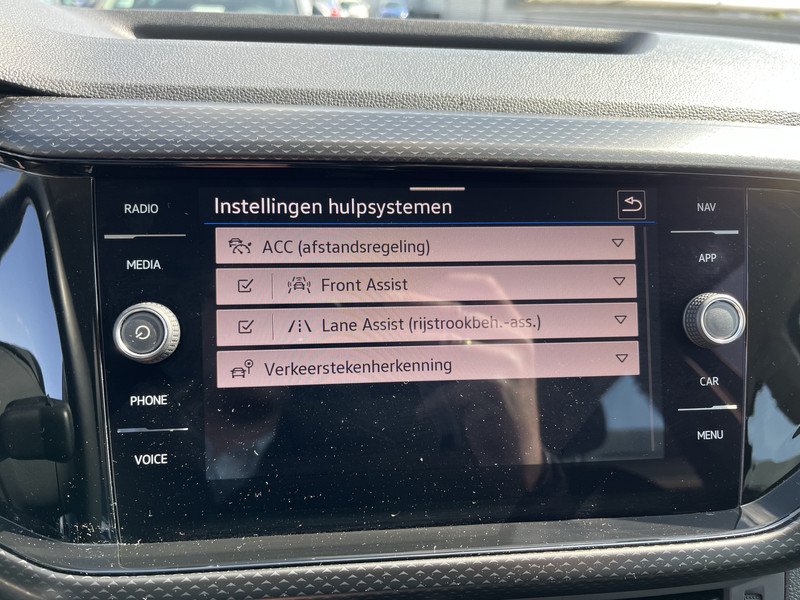 RADIO
MEDIA
PHONE
VOICE
Instellingen hulpsystemen
ACC (afstandsregeling)
Front Assist
Lane Assist (rijstrookbeh.-ass.)
Verkeerstekenherkenning
NAV
APP
CAR
MENU